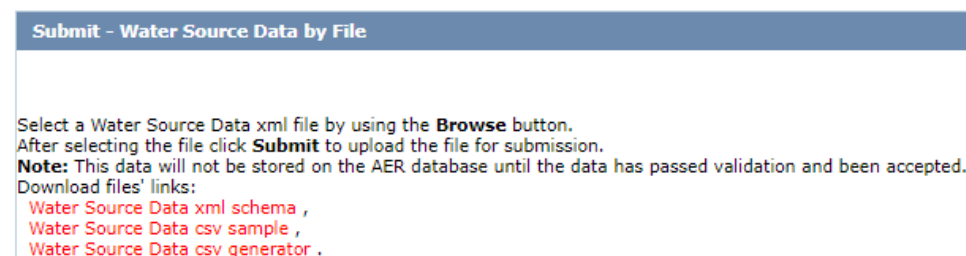 Submit - Water Source Data by File
Select a Water Source Data xml file by using the Browse button.
After selecting the file click Submit to upload the file for submission.
Note: This data will not be stored on the AER database until the data has passed validation and been accepted.
Download files' links:
Water Source Data xml schema ,
Water Source Data csv sample ,
Water Source Data csv generator .